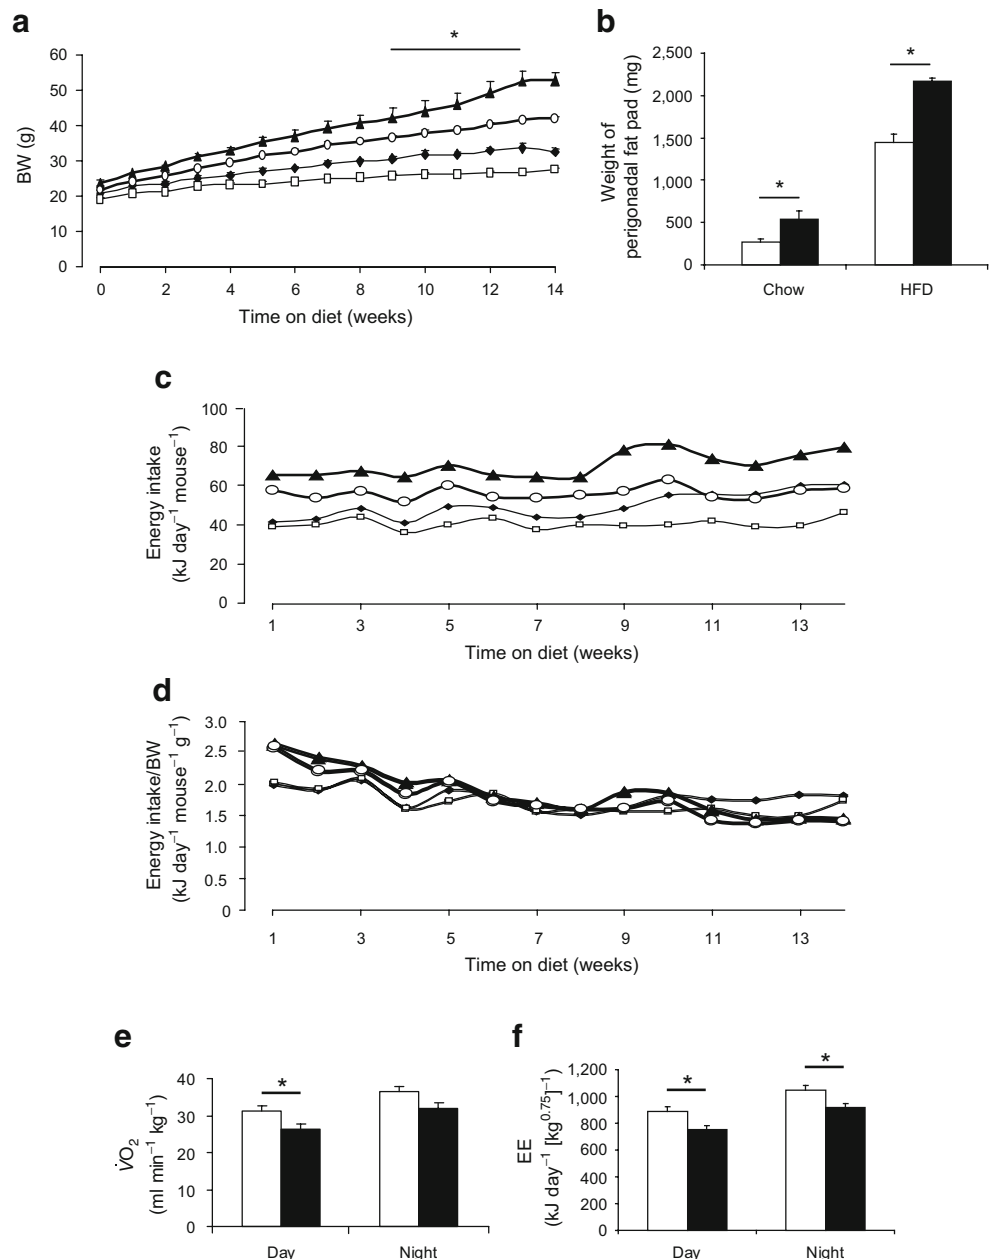 a
*
60
50
40
30
20
10
0
BW (g)
0 2 4 6 8 10 12 14
Time on diet (weeks)
b
*
*
2,500
2,000
1,500
1,000
500
0
Weight of
perigonadal fat pad (mg)
Chow HFD
c
100
80
60
40
20
0
Energy intake
(kJ day⁻¹ mouse⁻¹)
1 3 5 7 9 11 13
Time on diet (weeks)
d
3.0
2.5
2.0
1.5
1.0
0.5
0
Energy intake/BW
(kJ day⁻¹ mouse⁻¹ g⁻¹)
1 3 5 7 9 11 13
Time on diet (weeks)
e
*
40
30
20
10
0
V̇O₂
(ml min⁻¹ kg⁻¹)
Day Night
f
*
*
1,200
1,000
800
600
400
200
0
EE
(kJ day⁻¹ [kg⁰·⁷⁵]⁻¹)
Day Night